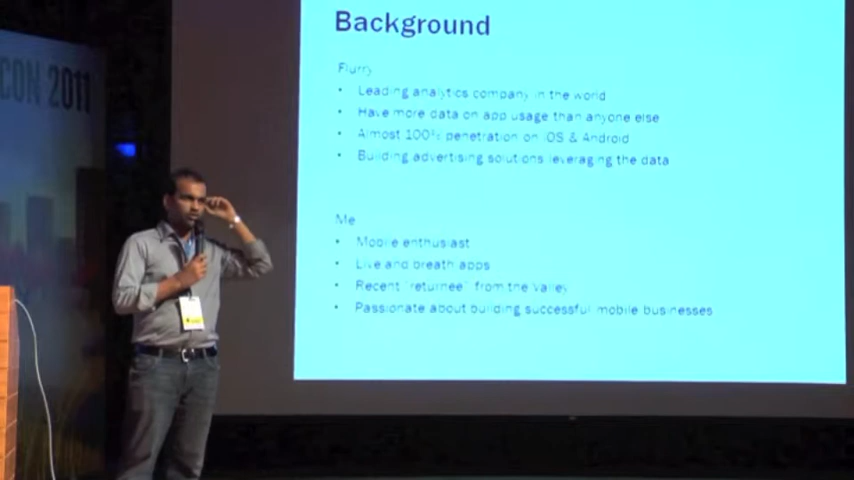 CON 2011
Background
Flurry
• Leading analytics company in the world
• Have more data on app usage than anyone else
• Almost 100% penetration on iOS & Android
• Building advertising solutions leveraging the data
Me
• Mobile enthusiast
• Live and breath apps
• Recent "returnee" from the Valley
• Passionate about building successful mobile businesses